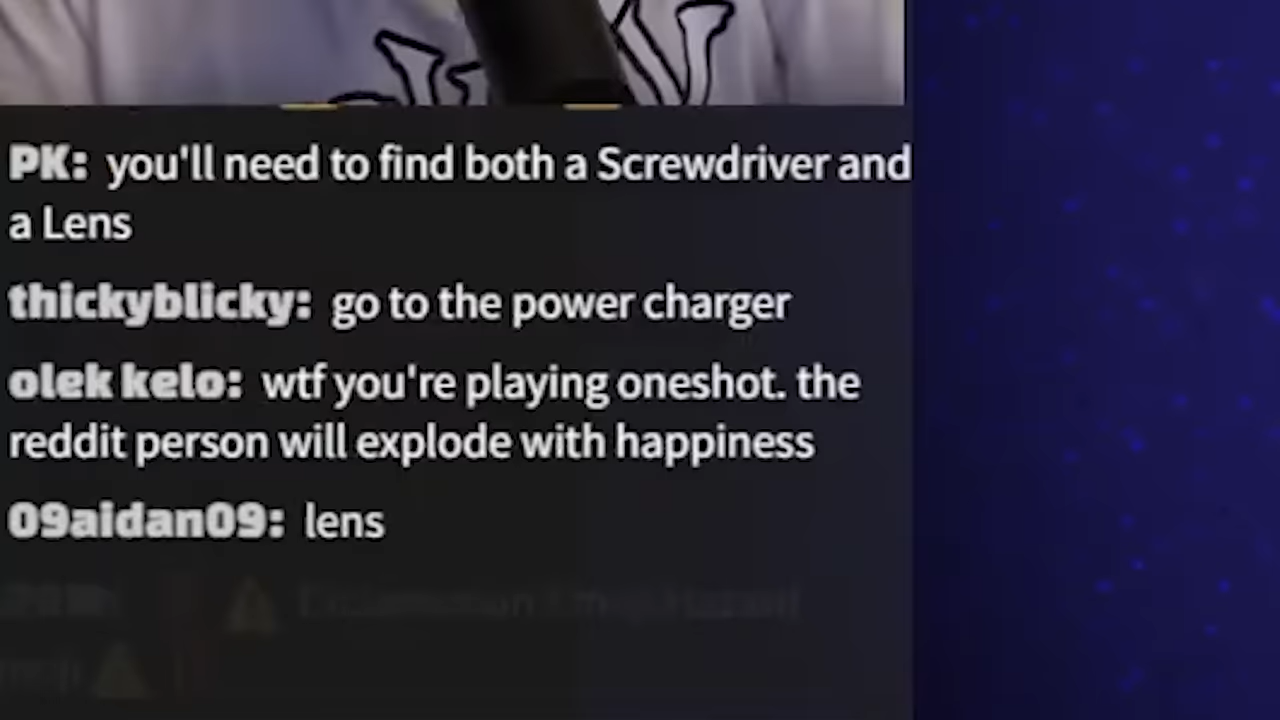 PK: you'll need to find both a Screwdriver and
a Lens
thickyblicky: go to the power charger
olek kelo: wtf you're playing oneshot. the
reddit person will explode with happiness
09aidan09: lens